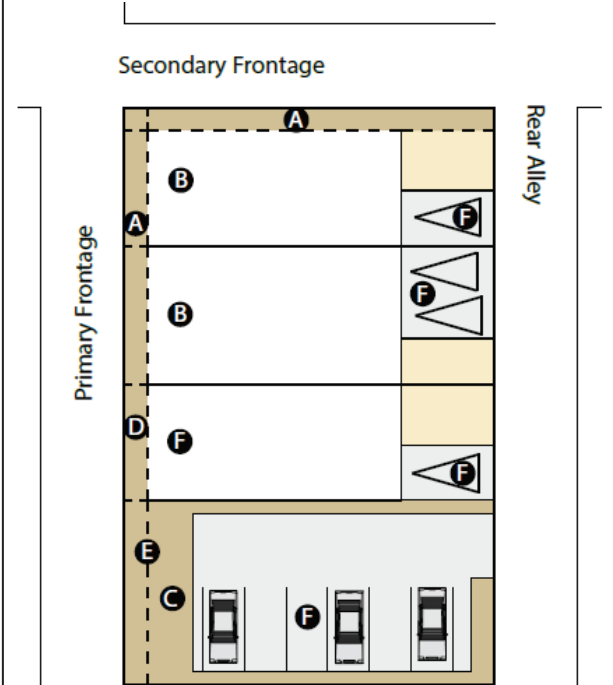 Secondary Frontage
A
Rear Alley
B
F
A
Primary Frontage
F
B
D
F
F
E
C
F